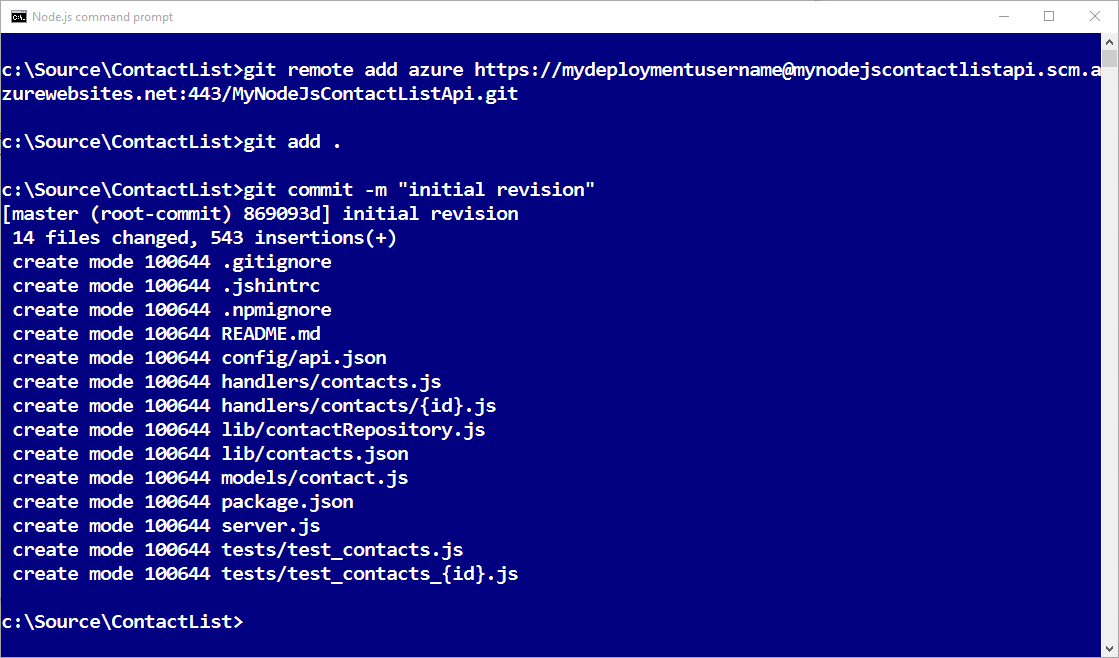 Node.js command prompt
c:\Source\ContactList>git remote add azure https://mydeploymentusername@mynodejscontactlistapi.scm.a
zurewebsites.net:443/MyNodeJsContactListApi.git
c:\Source\ContactList>git add .
c:\Source\ContactList>git commit -m "initial revision"
[master (root-commit) 869093d] initial revision
 14 files changed, 543 insertions(+)
 create mode 100644 .gitignore
 create mode 100644 .jshintrc
 create mode 100644 .npmignore
 create mode 100644 README.md
 create mode 100644 config/api.json
 create mode 100644 handlers/contacts.js
 create mode 100644 handlers/contacts/{id}.js
 create mode 100644 lib/contactRepository.js
 create mode 100644 lib/contacts.json
 create mode 100644 models/contact.js
 create mode 100644 package.json
 create mode 100644 server.js
 create mode 100644 tests/test_contacts.js
 create mode 100644 tests/test_contacts_{id}.js
c:\Source\ContactList>